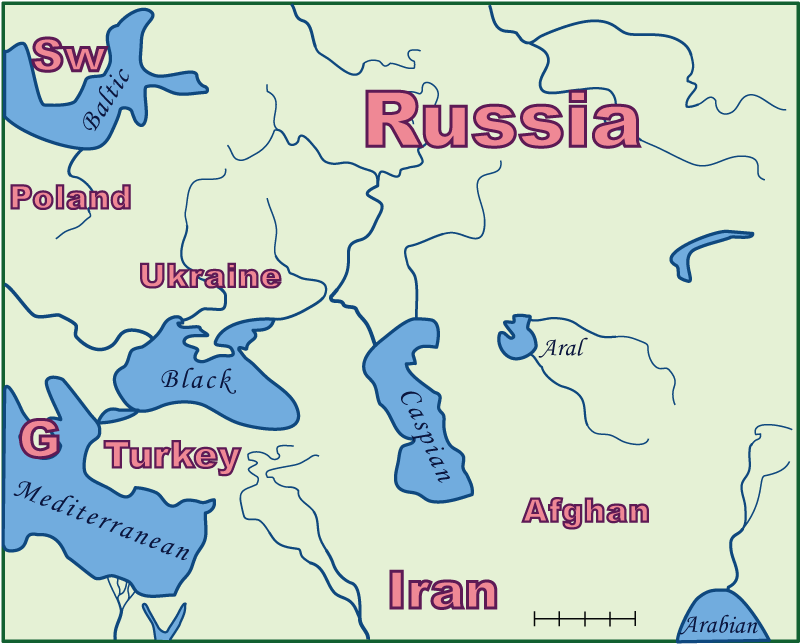 Sw
Baltic
Russia
Poland
Ukraine
Aral
Black
Caspian
G
Turkey
Mediterranean
Afghan
Iran
Arabian